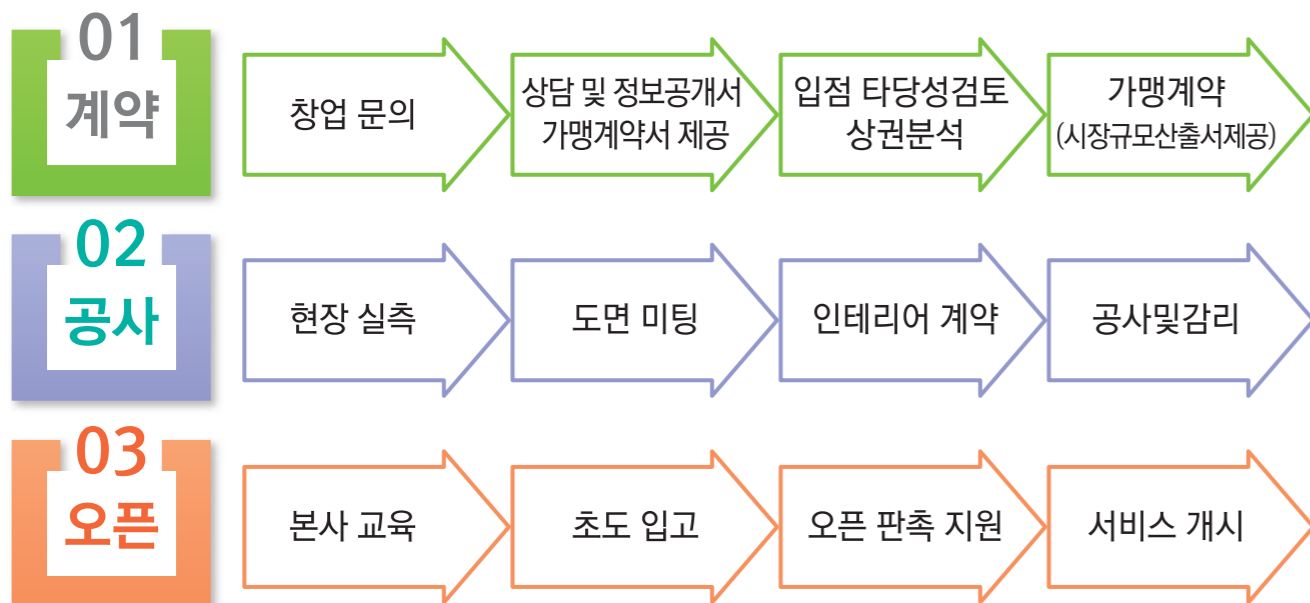 01
계약
창업 문의
상담 및 정보공개서
가맹계약서 제공
입점 타당성검토
상권분석
가맹계약
(시장규모산출서제공)
02
공사
현장 실측
도면 미팅
인테리어 계약
공사및감리
03
오픈
본사 교육
초도 입고
오픈 판촉 지원
서비스 개시